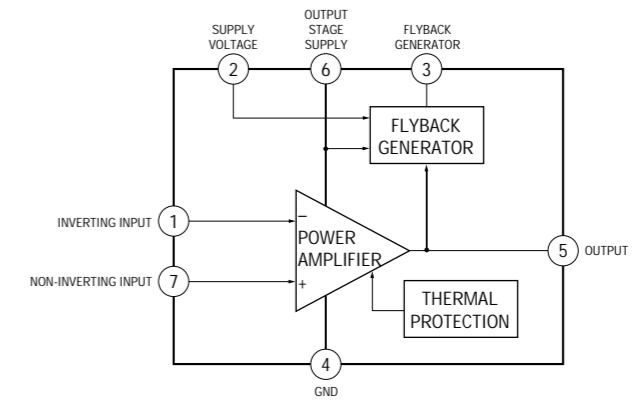 SUPPLY
VOLTAGE
OUTPUT
STAGE
SUPPLY
FLYBACK
GENERATOR
2
6
3
FLYBACK
GENERATOR
INVERTING INPUT
1
−
POWER
AMPLIFIER
5
OUTPUT
NON-INVERTING INPUT
7
+
THERMAL
PROTECTION
4
GND